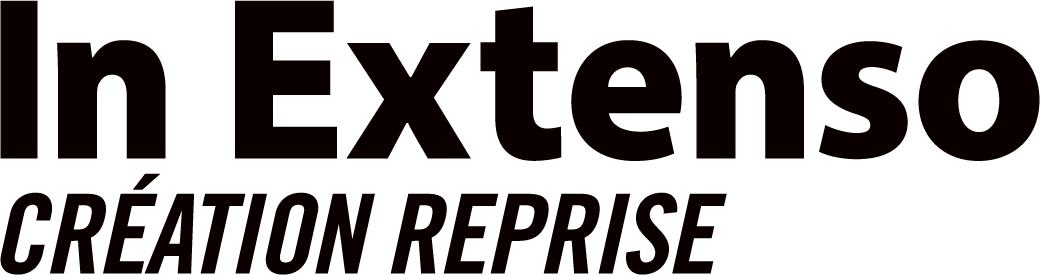 In Extenso
CRÉATION REPRISE